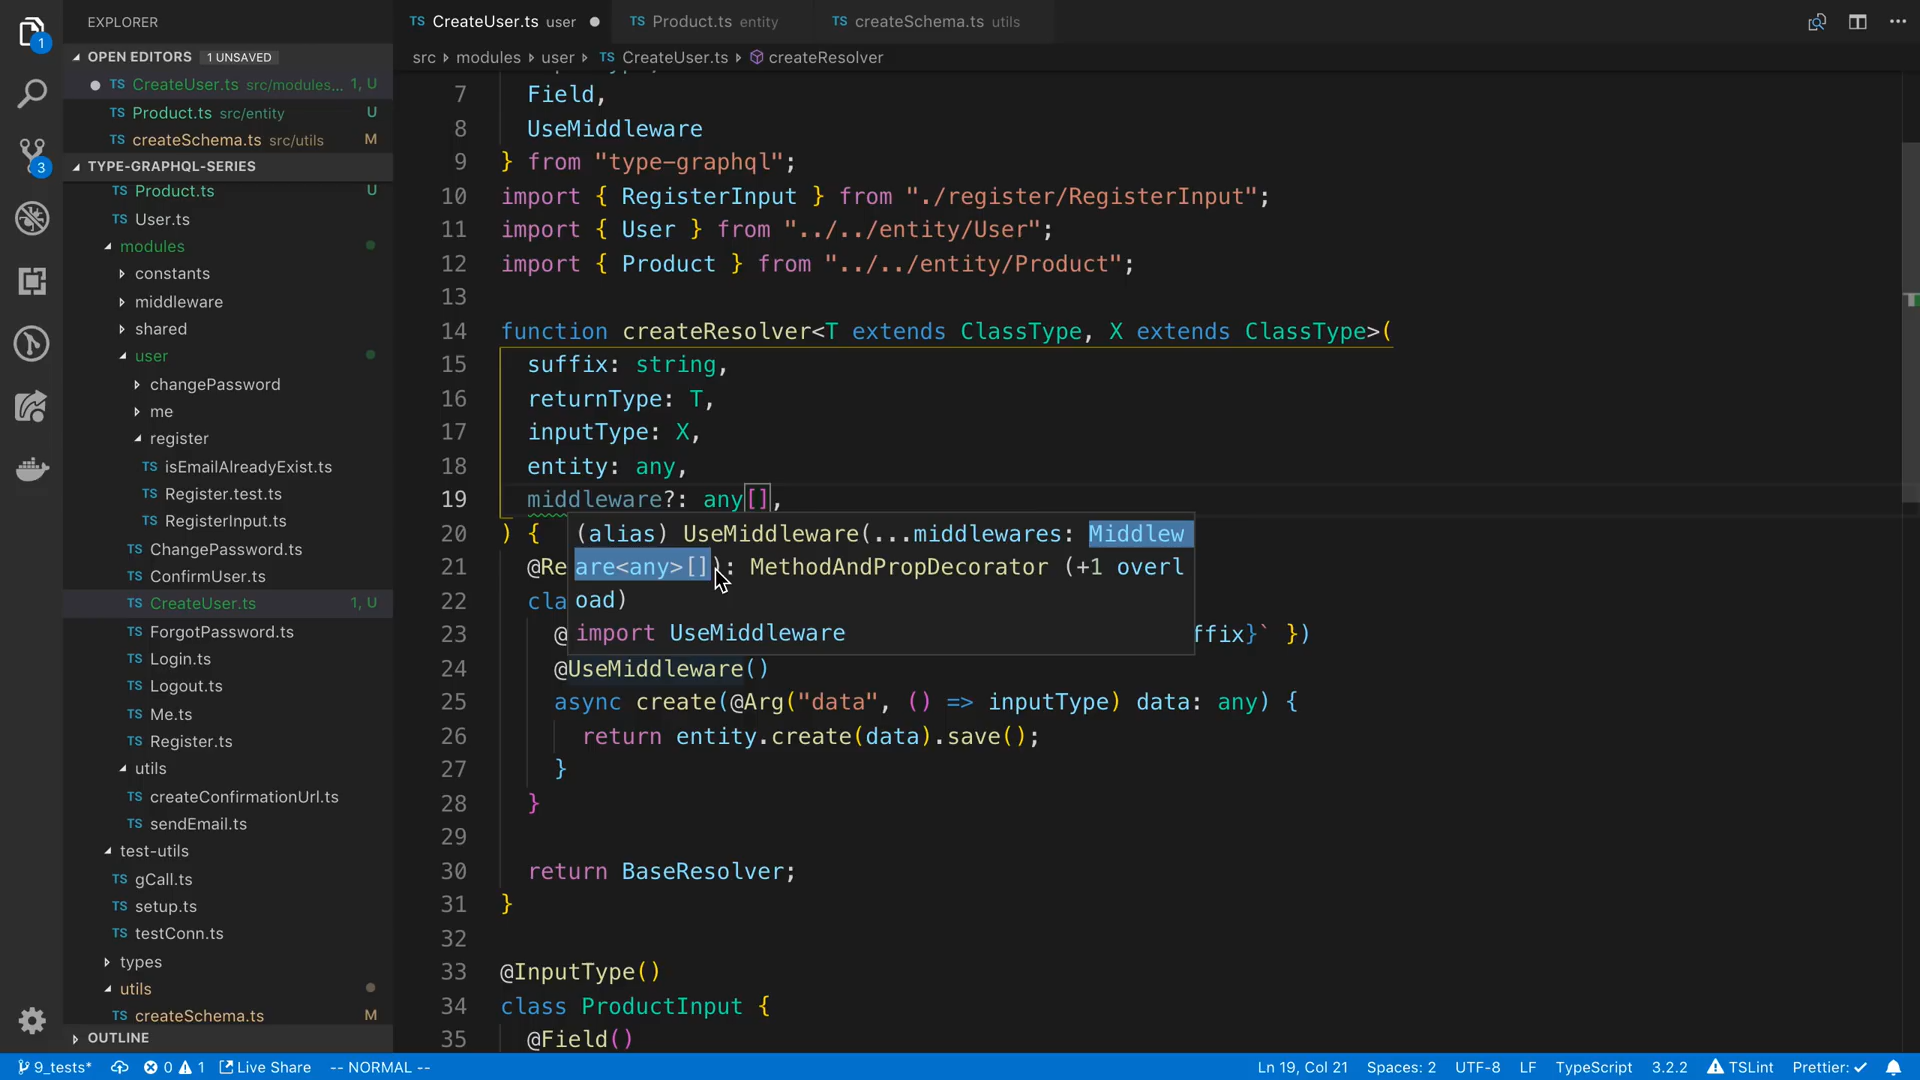 EXPLORER
OPEN EDITORS 1 UNSAVED
TS CreateUser.ts src/modules... 1, U
TS Product.ts src/entity U
TS createSchema.ts src/utils M
TYPE-GRAPHQL-SERIES
TS Product.ts U
TS User.ts
modules
constants
middleware
shared
user
changePassword
me
register
TS isEmailAlreadyExist.ts
TS Register.test.ts
TS RegisterInput.ts
TS ChangePassword.ts
TS ConfirmUser.ts
TS CreateUser.ts 1, U
TS ForgotPassword.ts
TS Login.ts
TS Logout.ts
TS Me.ts
TS Register.ts
utils
TS createConfirmationUrl.ts
TS sendEmail.ts
test-utils
TS gCall.ts
TS setup.ts
TS testConn.ts
types
utils
TS createSchema.ts M
OUTLINE
1
3
TS CreateUser.ts user
TS Product.ts entity
TS createSchema.ts utils
src modules user TS CreateUser.ts createResolver
7 Field,
8 UseMiddleware
9 } from "type-graphql";
10 import { RegisterInput } from "./register/RegisterInput";
11 import { User } from "../../entity/User";
12 import { Product } from "../../entity/Product";
13
14 function createResolver<T extends ClassType, X extends ClassType>(
15 suffix: string,
16 returnType: T,
17 inputType: X,
18 entity: any,
19 middleware?: any[],
20 ) {
(alias) UseMiddleware(...middlewares: Middlew
21 @Re
are<any>[]): MethodAndPropDecorator (+1 overl
22 cla
oad)
23 @
import UseMiddleware
ffix}` })
24 @UseMiddleware()
25 async create(@Arg("data", () => inputType) data: any) {
26 return entity.create(data).save();
27 }
28 }
29
30 return BaseResolver;
31 }
32
33 @InputType()
34 class ProductInput {
35 @Field()
9_tests* 0 1 Live Share -- NORMAL -- Ln 19, Col 21 Spaces: 2 UTF-8 LF TypeScript 3.2.2 TSLint Prettier: ✓